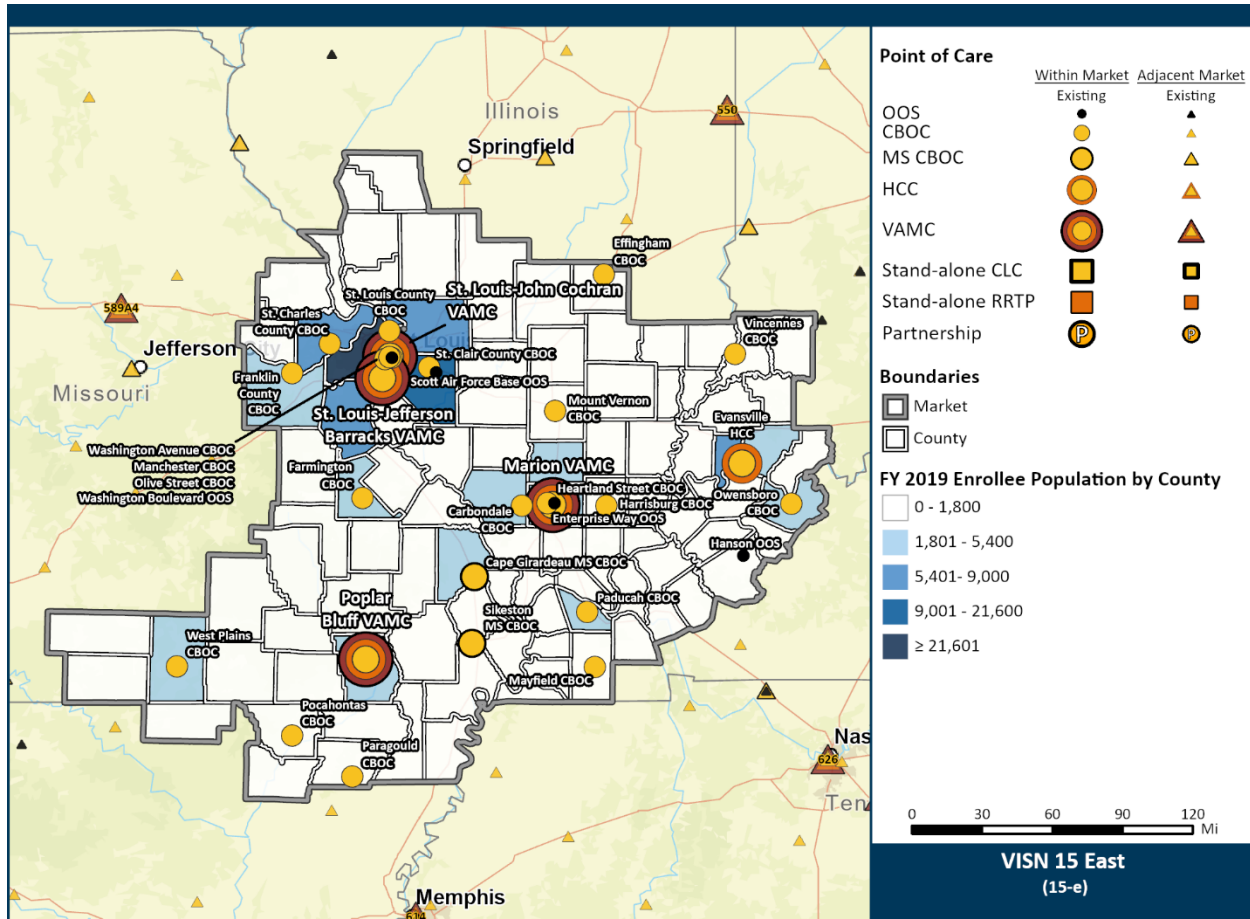 Illinois
550
Springfield
Effingham
CBOC
St. Louis-John Cochran
VAMC
St. Louis County
CBOC
St. Charles
County CBOC
Vincennes
CBOC
589A4
Jefferson City
Missouri
St. Clair County CBOC
Franklin
County
CBOC
Scott Air Force Base OOS
St. Louis-Jefferson
Barracks VAMC
Mount Vernon
CBOC
Evansville
HCC
Washington Avenue CBOC
Manchester CBOC
Olive Street CBOC
Washington Boulevard OOS
Farmington
CBOC
Marion VAMC
Heartland Street CBOC
Harrisburg CBOC
Enterprise Way OOS
Carbondale
CBOC
Owensboro
CBOC
Hanson OOS
Cape Girardeau MS CBOC
Poplar
Bluff VAMC
Sikeston
MS CBOC
Paducah CBOC
West Plains
CBOC
Mayfield CBOC
Pocahontas
CBOC
Paragould
CBOC
Nas
626
Ten
Memphis
614
Point of Care
Within Market
Adjacent Market
Existing
Existing
OOS
CBOC
MS CBOC
HCC
VAMC
Stand-alone CLC
Stand-alone RRTP
Partnership
P
P
Boundaries
Market
County
FY 2019 Enrollee Population by County
0 - 1,800
1,801 - 5,400
5,401- 9,000
9,001 - 21,600
≥ 21,601
0 30 60 90 120
Mi
VISN 15 East
(15-e)